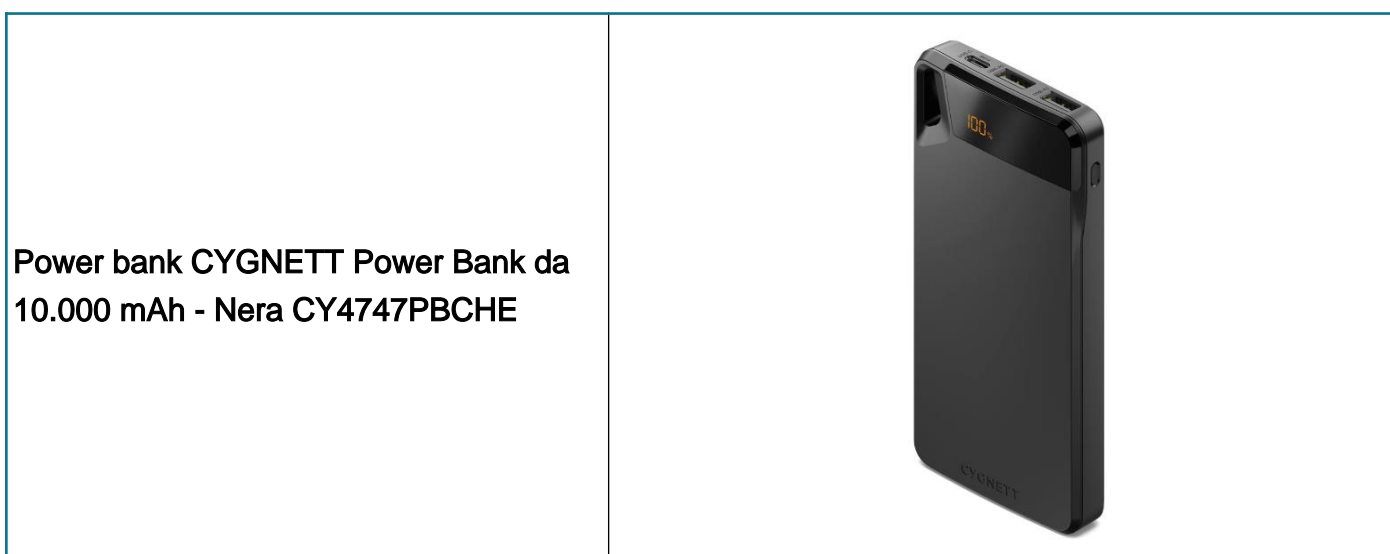 Power bank CYGNETT Power Bank da
10.000 mAh - Nera CY4747PBCHE
100%
CYGNETT